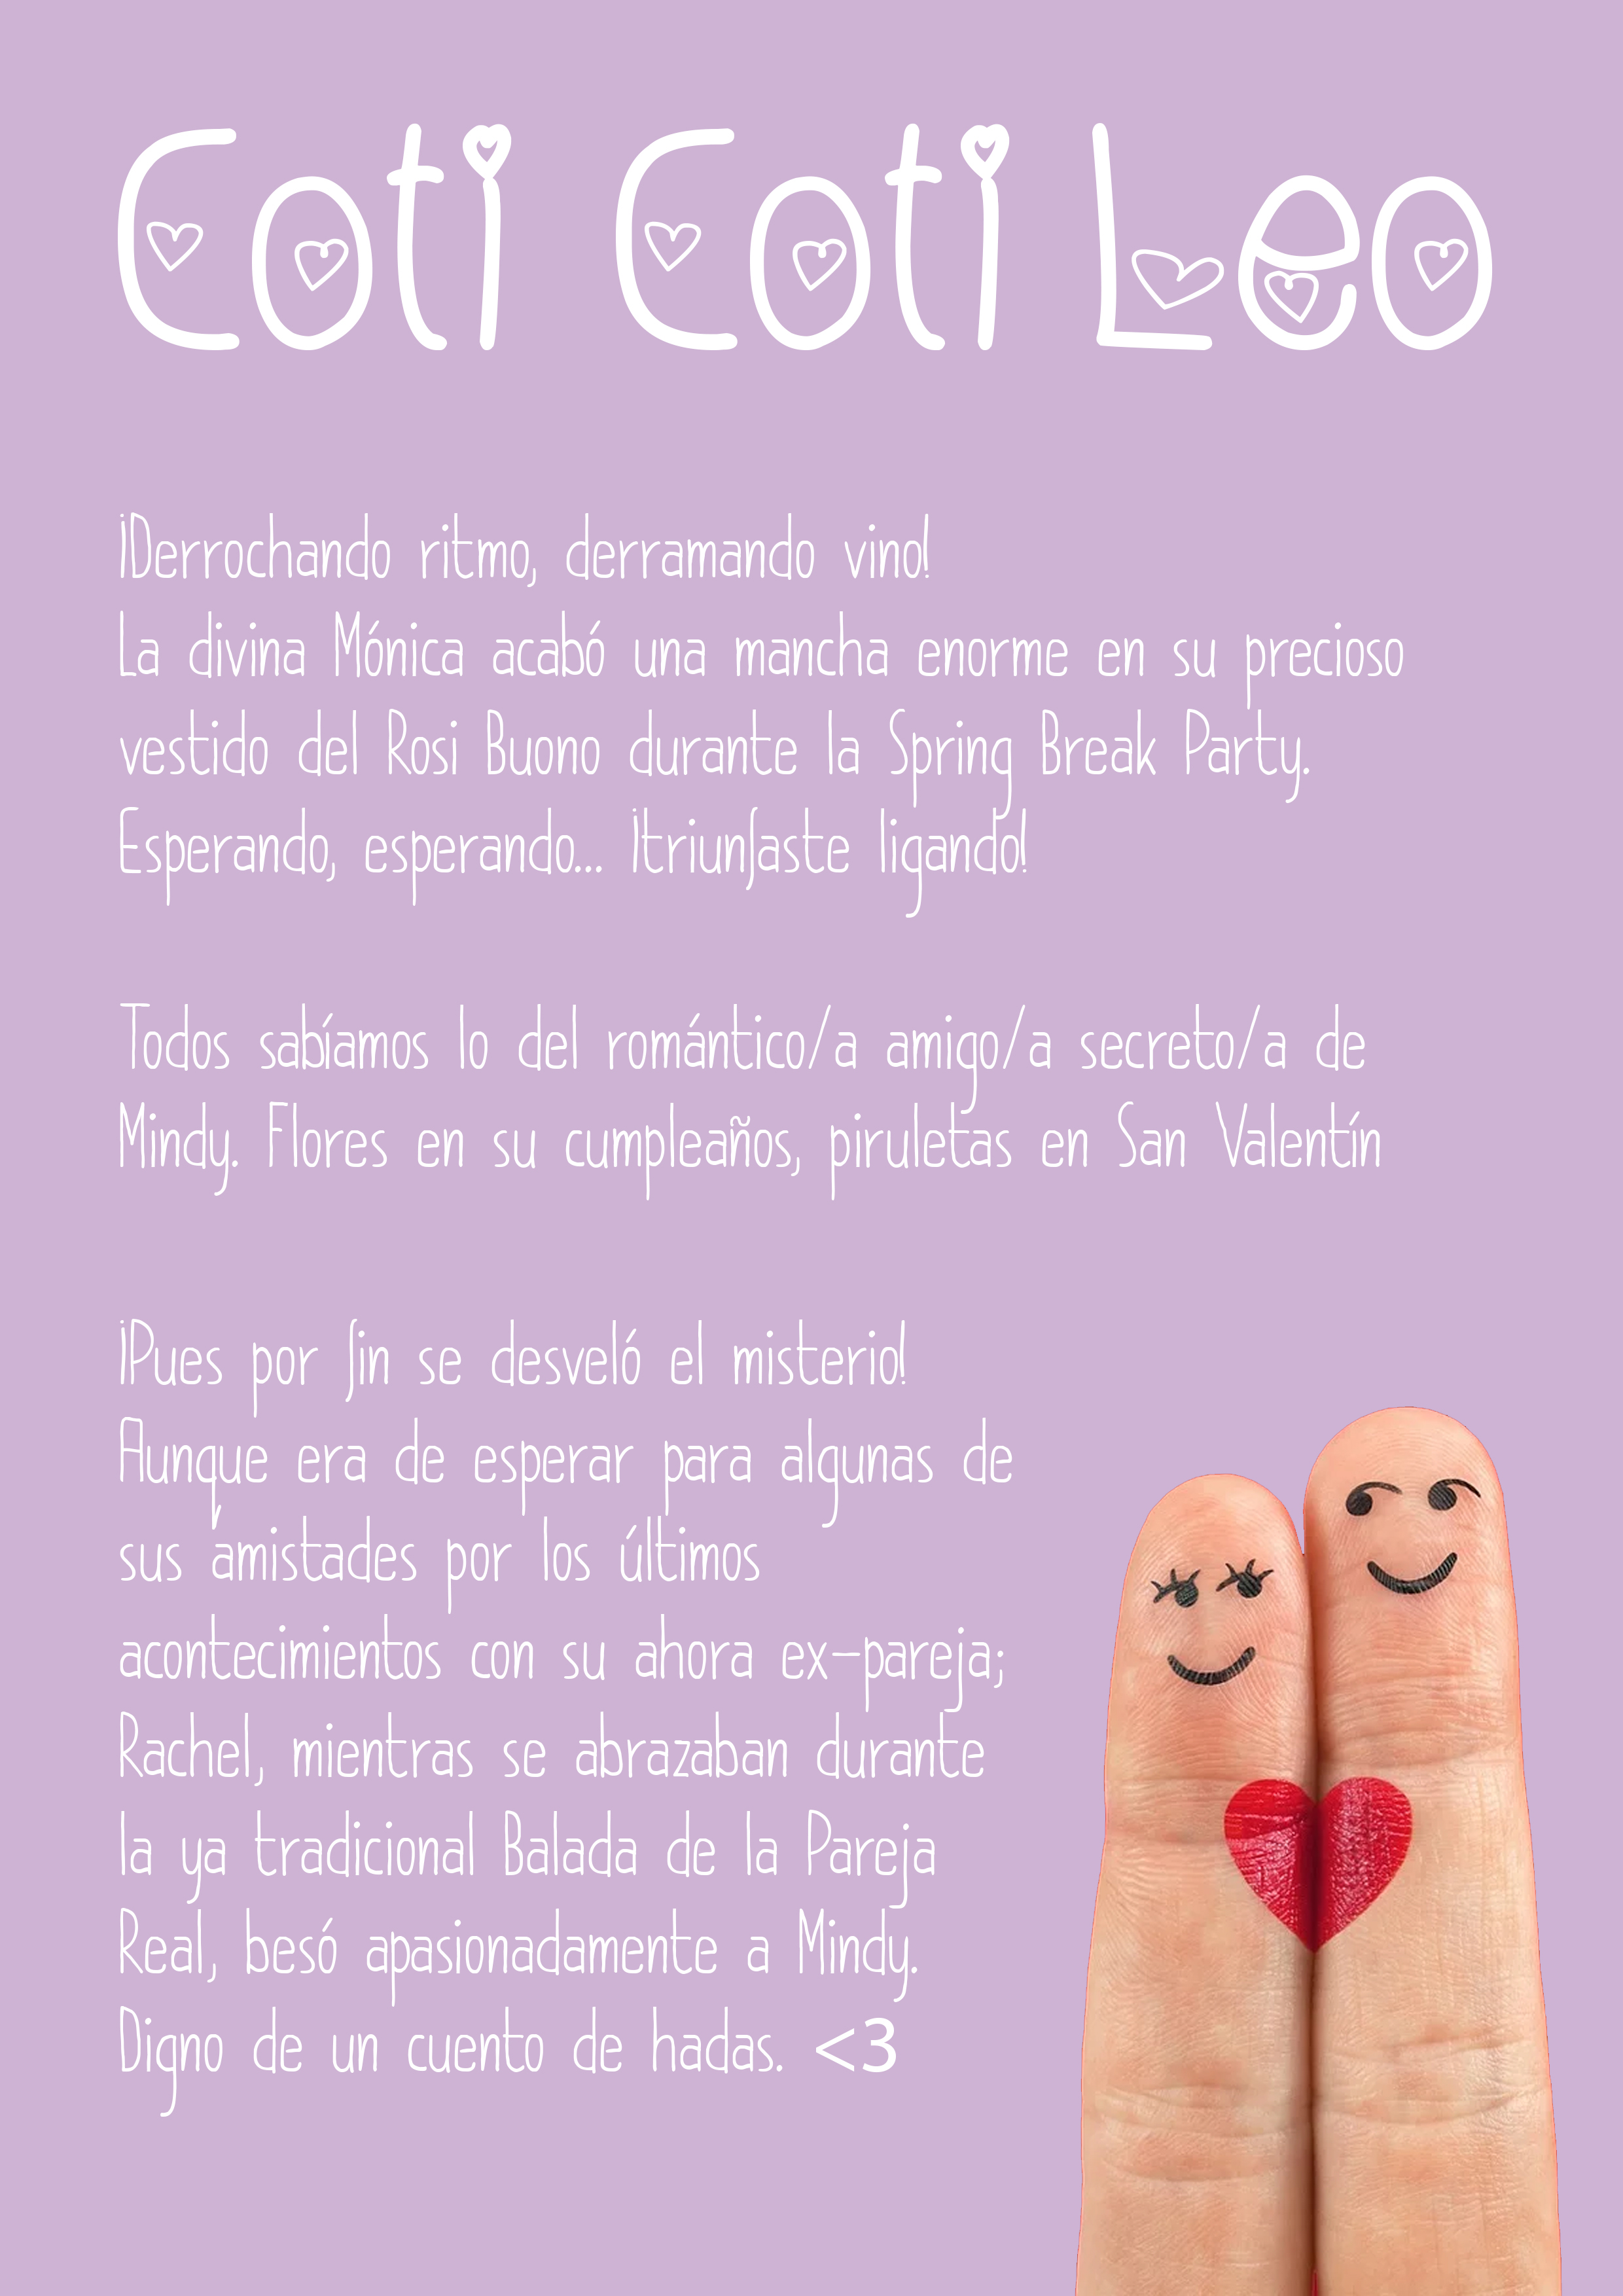 Coti Coti Leo
¡Derrochando ritmo, derramando vino!
La divina Mónica acabó una mancha enorme en su precioso
vestido del Rosi Buono durante la Spring Break Party.
Esperando, esperando... ¡triunfaste ligando!
Todos sabíamos lo del romántico/a amigo/a secreto/a de
Mindy. Flores en su cumpleaños, piruletas en San Valentín
¡Pues por fin se desveló el misterio!
Aunque era de esperar para algunas de
sus amistades por los últimos
acontecimientos con su ahora ex-pareja;
Rachel, mientras se abrazaban durante
la ya tradicional Balada de la Pareja
Real, besó apasionadamente a Mindy.
Digno de un cuento de hadas. <3